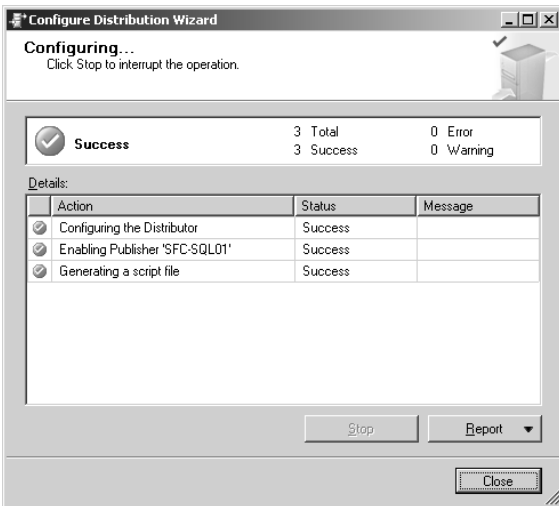 Configure Distribution Wizard
Configuring...
Click Stop to interrupt the operation.
Success 3 Total 0 Error
3 Success 0 Warning
Details:
Action Status Message
Configuring the Distributor Success
Enabling Publisher 'SFC-SQL01' Success
Generating a script file Success
Stop Report
Close